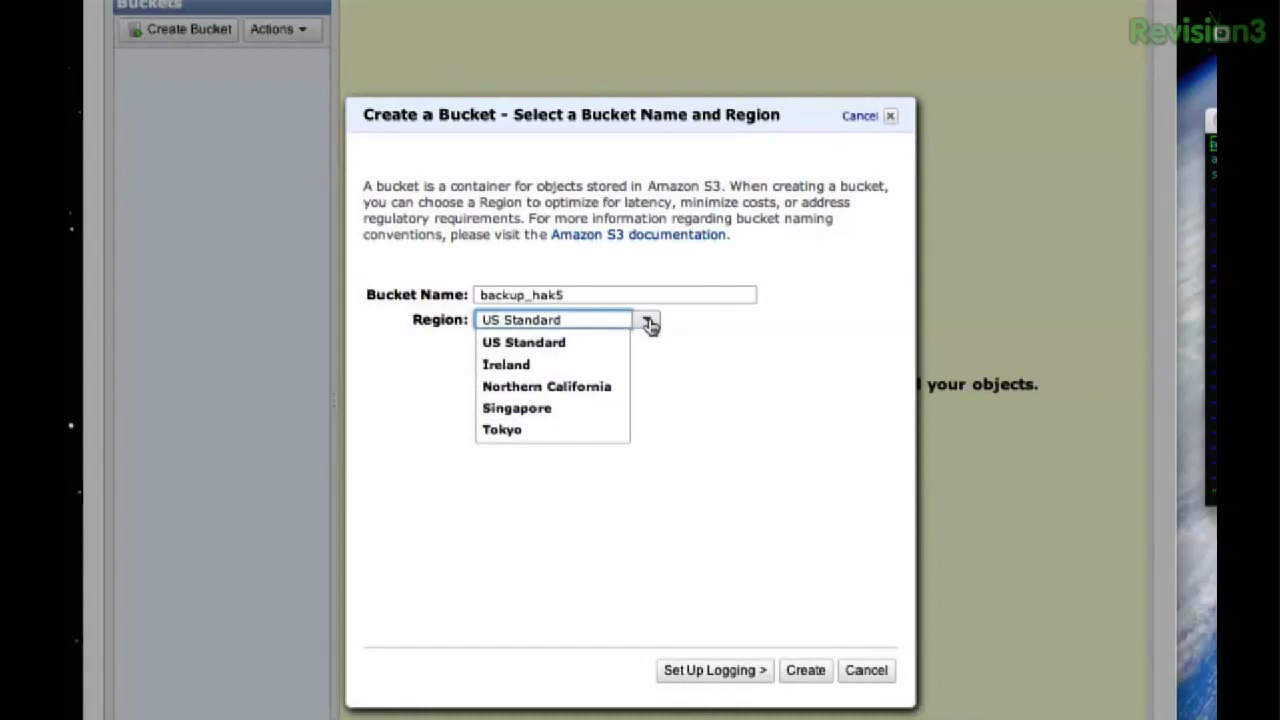 Buckets
Create Bucket
Actions
Revision3
Create a Bucket - Select a Bucket Name and Region
Cancel
A bucket is a container for objects stored in Amazon S3. When creating a bucket,
you can choose a Region to optimize for latency, minimize costs, or address
regulatory requirements. For more information regarding bucket naming
conventions, please visit the Amazon S3 documentation.
Bucket Name: backup_hak5
Region: US Standard
US Standard
Ireland
Northern California
Singapore
Tokyo
your objects.
Set Up Logging >
Create
Cancel